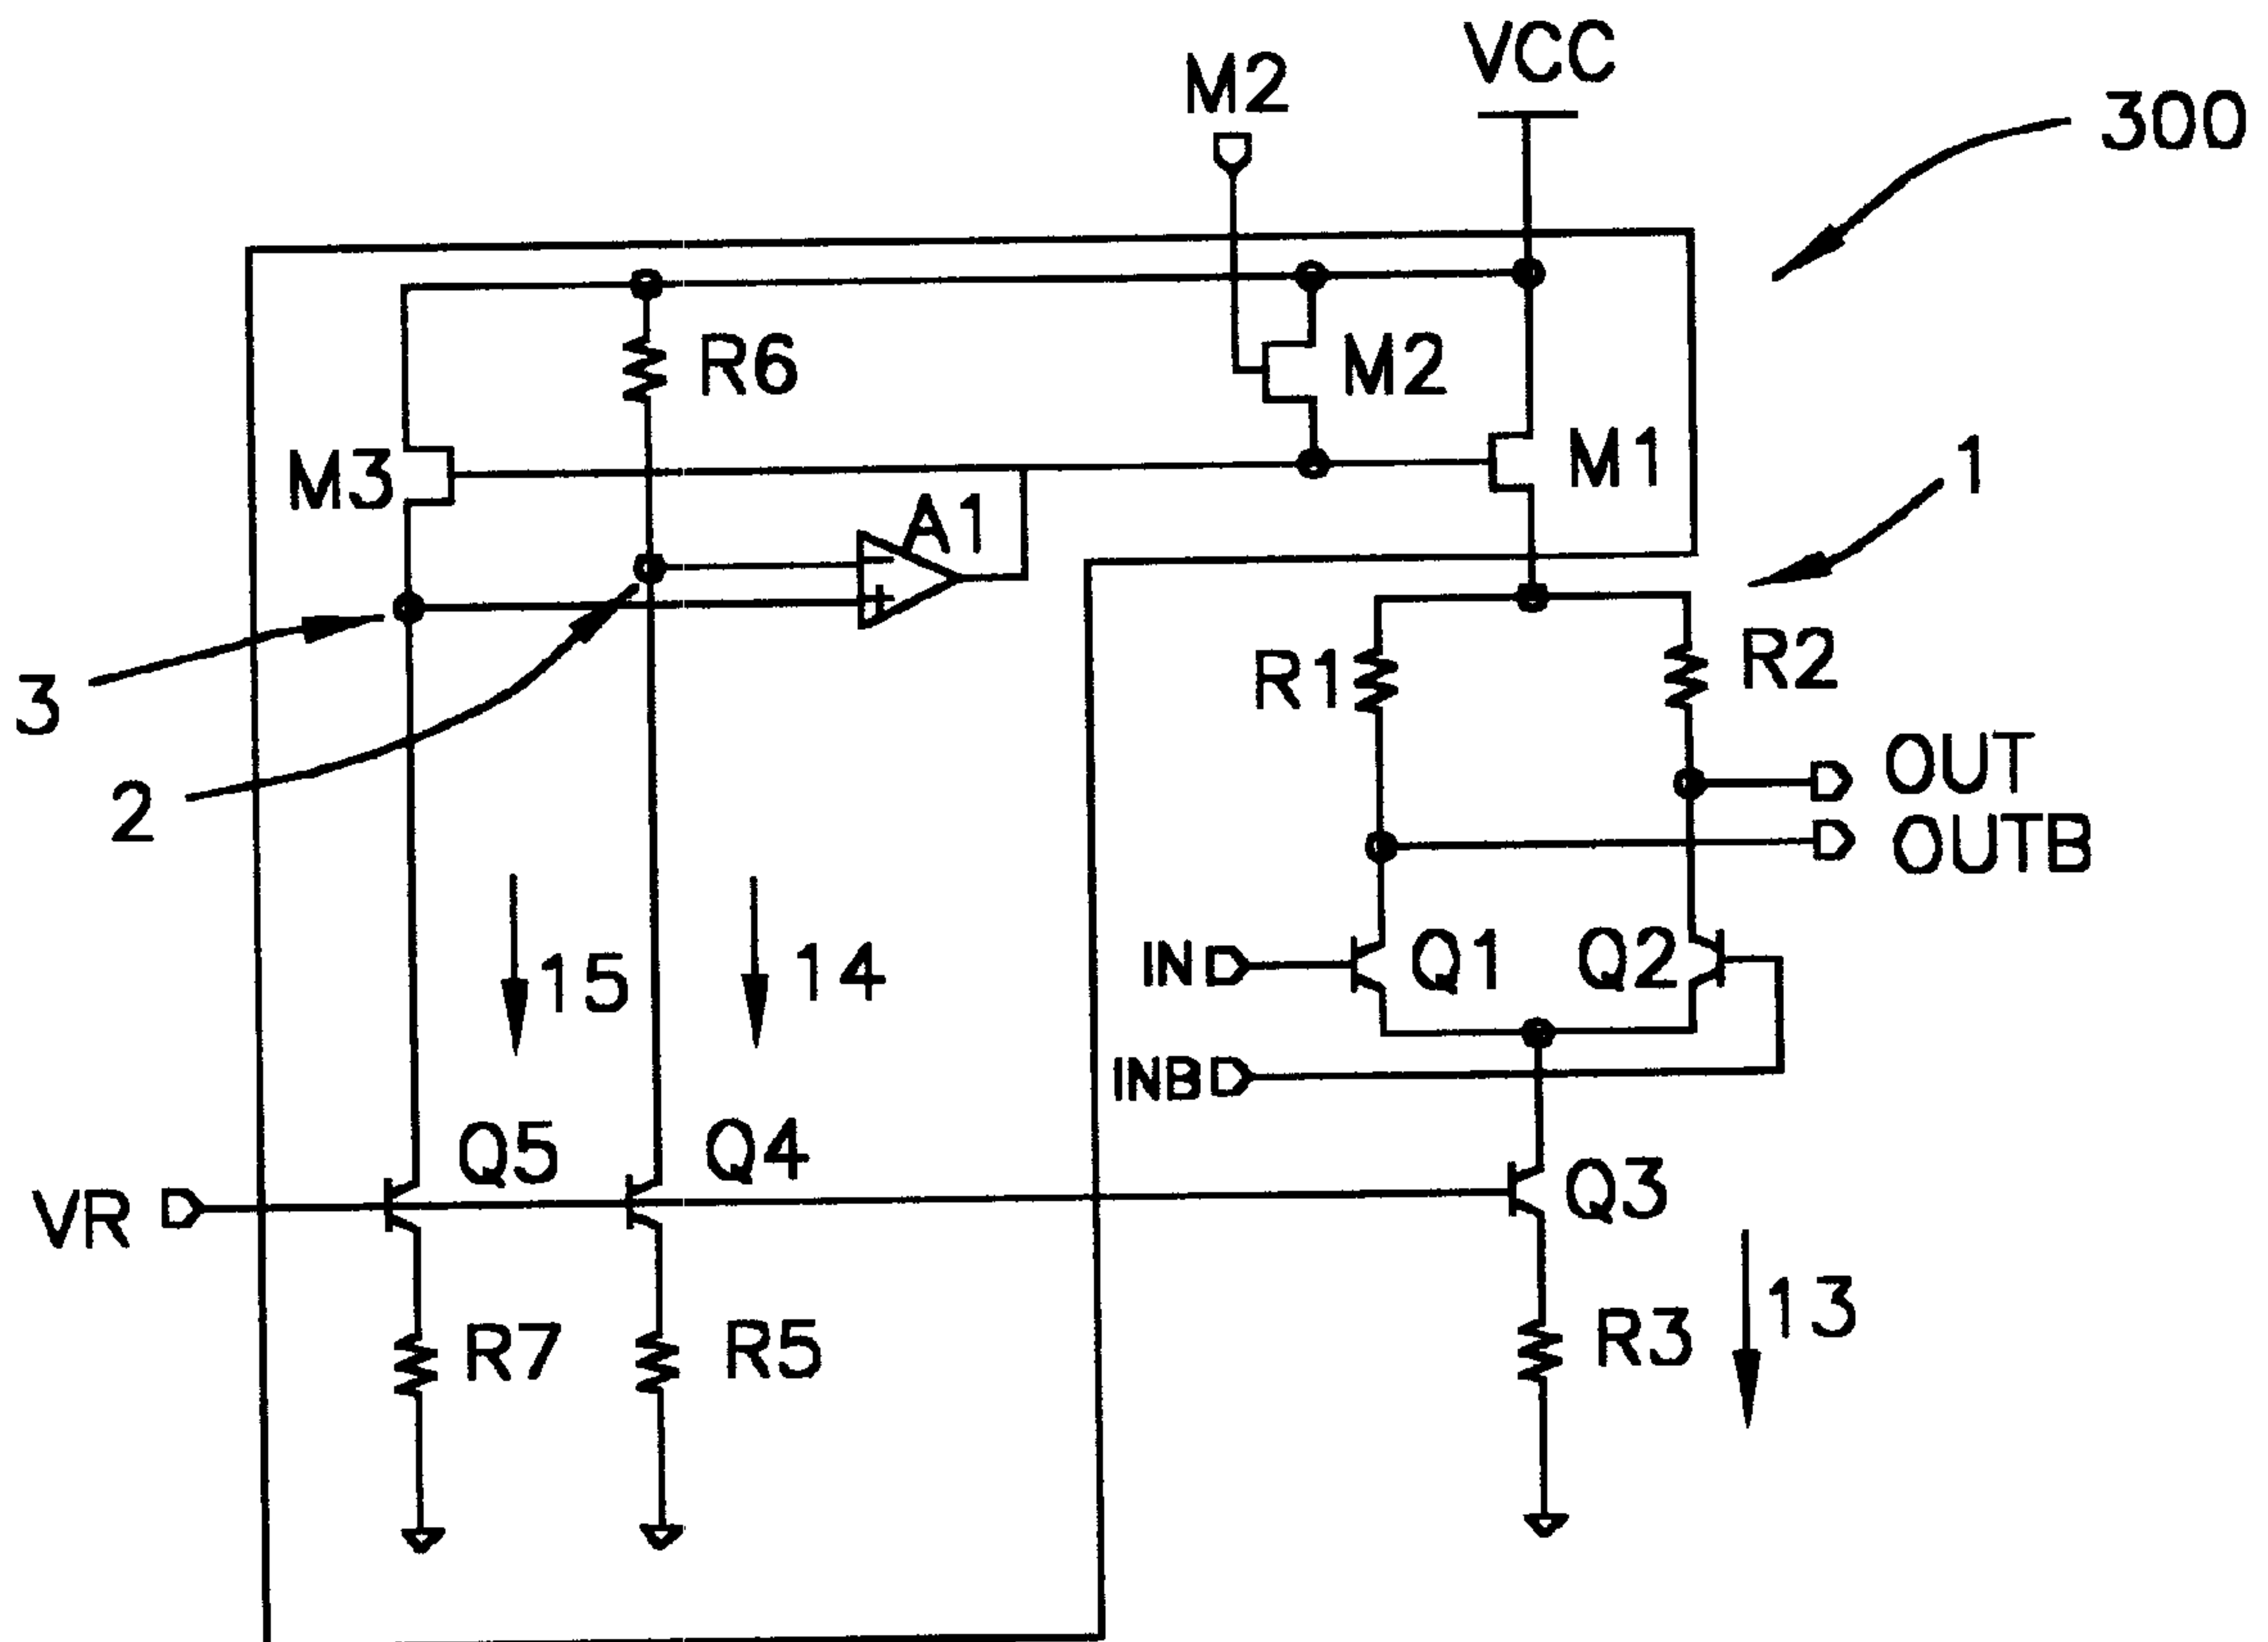 VCC
M2
300
R6
M2
M3
M1
A1
1
R1
R2
3
2
OUT
OUTB
15
14
IN
Q1
Q2
INB
Q5
Q4
Q3
VR
R7
R5
R3
13